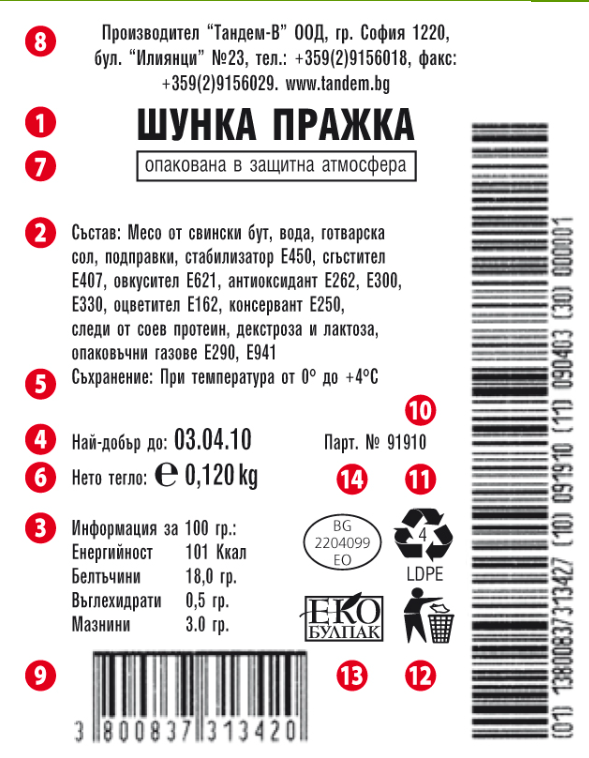 8 Производител “Тандем-В” ООД, гр. София 1220,
бул. “Илиянци” №23, тел.: +359(2)9156018, факс:
+359(2)9156029. www.tandem.bg
1 ШУНКА ПРАЖКА
7 опакована в защитна атмосфера
2 Състав: Месо от свински бут, вода, готварска
сол, подправки, стабилизатор Е450, сгъстител
Е407, овкусител Е621, антиоксидант Е262, Е300,
Е330, оцветител Е162, консервант Е250,
следи от соев протеин, декстроза и лактоза,
опаковъчни газове Е290, Е941
5 Съхранение: При температура от 0° до +4°С
10
4 Най-добър до: 03.04.10 Парт. № 91910
6 Нето тегло: ℮ 0,120 kg
14 11
3 Информация за 100 гр.:
Енергийност 101 Ккал
Белтъчини 18,0 гр.
Въглехидрати 0,5 гр.
Мазнини 3.0 гр.
BG
2204099
EO
4
LDPE
ЕКО
БУЛПАК
9 13 12
3 800837 313420
(01) 13800837313427 (10) 091910 (11) 090403 (30) 000001